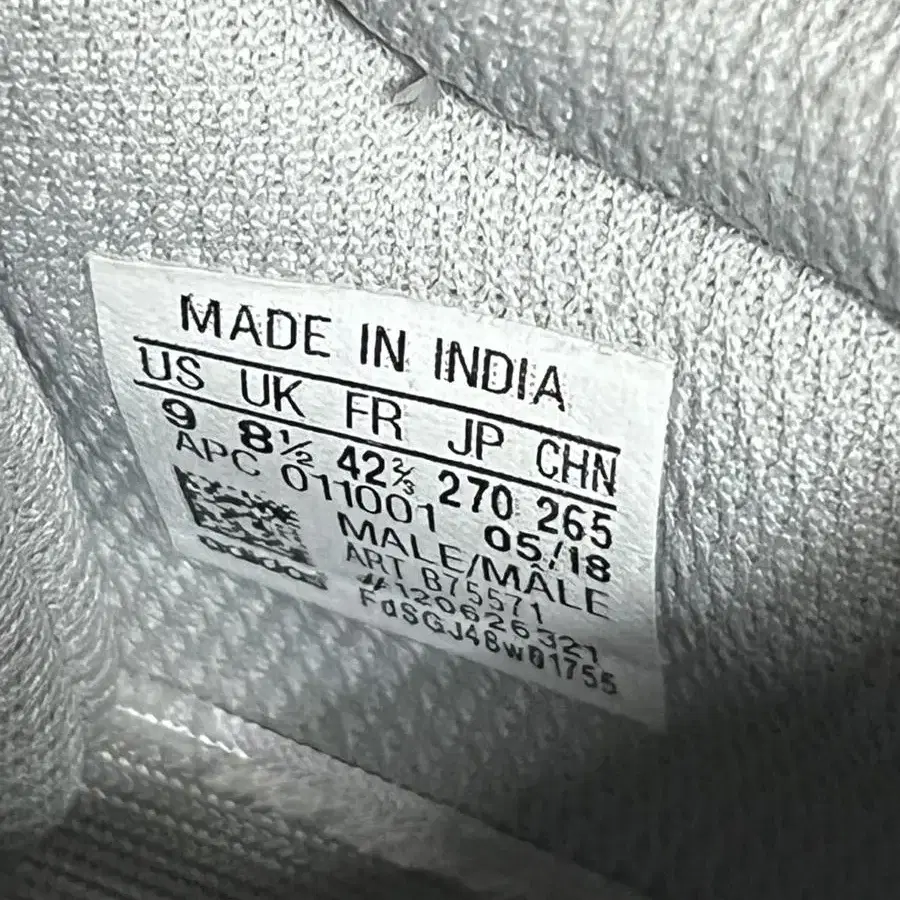 MADE IN INDIA
US UK FR JP CHN
9 8½ 42⅔ 270 265
APC 011001 05/18
MALE/MÂLE
ART B75571
#120626321
FdSGJ4Bw01755